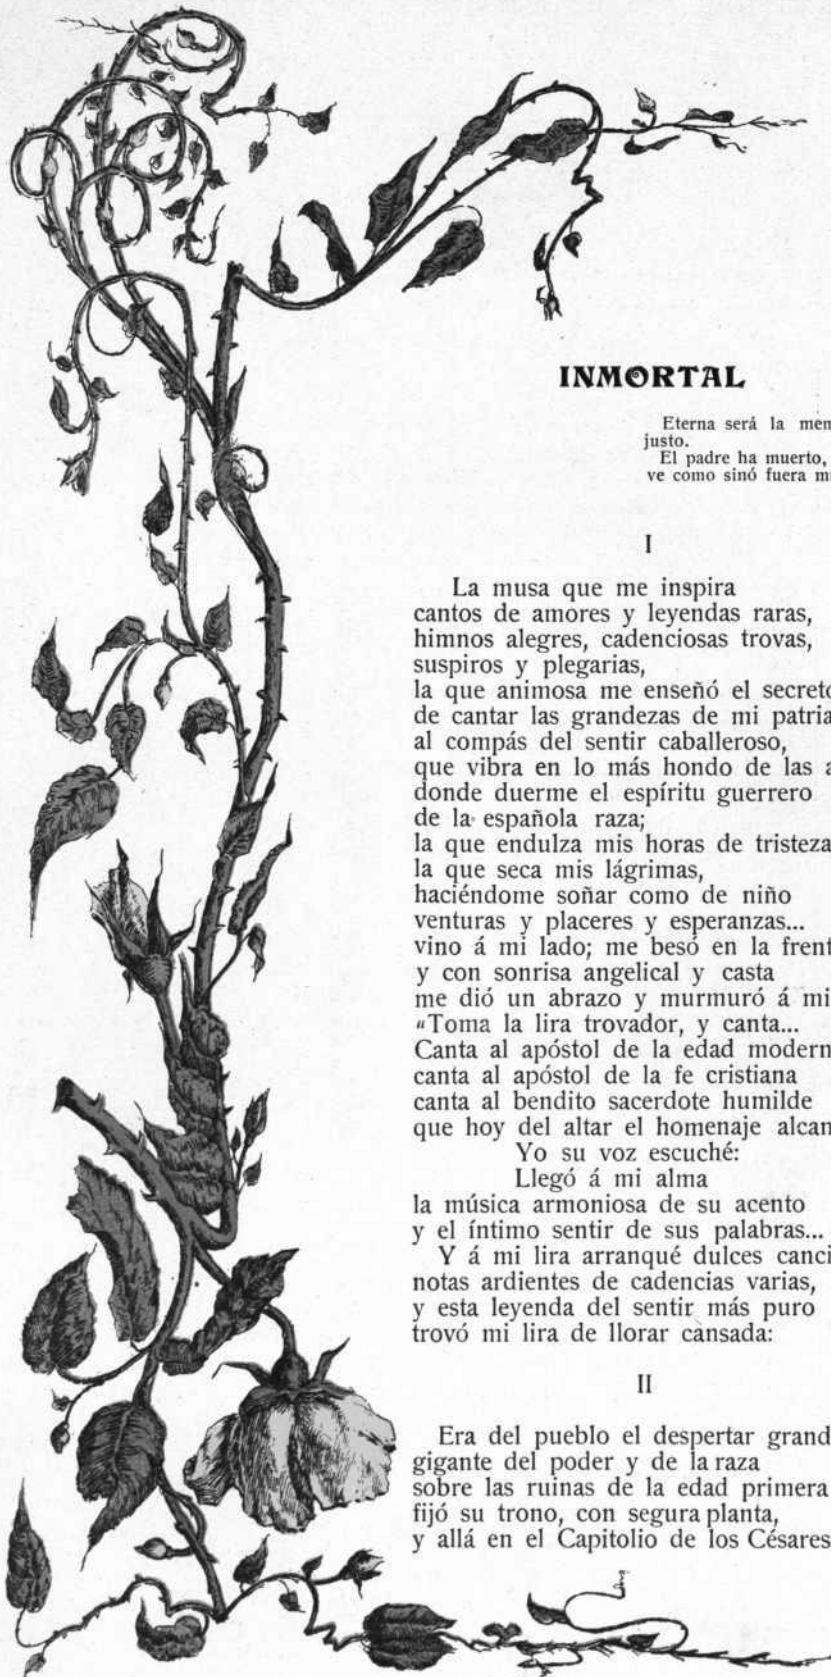 INMORTAL
Eterna será la
justo.
El padre ha muerto,
ve como sinó fuera
I
La musa que me inspira
cantos de amores y leyendas raras,
himnos alegres, cadenciosas trovas,
suspiros y plegarias,
la que animosa me enseñó el secreto
de cantar las grandezas de mi patria
al compás del sentir caballeroso,
que vibra en lo más hondo de las
donde duerme el espíritu guerrero
de la española raza;
la que endulza mis horas de tristeza
la que seca mis lágrimas,
haciéndome soñar como de niño
venturas y placeres y esperanzas...
vino á mi lado; me besó en la
y con sonrisa angelical y casta
me dió un abrazo y murmuró á mi
«Toma la lira trovador, y canta...
Canta al apóstol de la edad
canta al apóstol de la fe cristiana
canta al bendito sacerdote humilde
que hoy del altar el homenaje
Yo su voz escuché:
Llegó á mi alma
la música armoniosa de su acento
y el íntimo sentir de sus palabras...
Y á mi lira arranqué dulces
notas ardientes de cadencias varias,
y esta leyenda del sentir más puro
trovó mi lira de llorar cansada:
II
Era del pueblo el despertar
gigante del poder y de la raza
sobre las ruinas de la edad primera
fijó su trono, con segura planta,
y allá en el Capitolio de los Césares